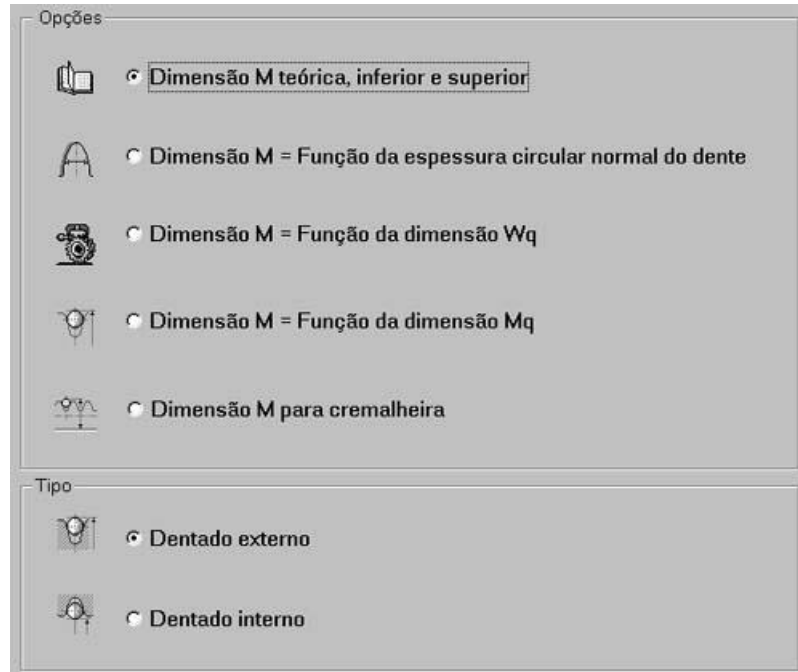 Opções
Dimensão M teórica, inferior e superior
Dimensão M = Função da espessura circular normal do dente
Dimensão M = Função da dimensão Wq
Dimensão M = Função da dimensão Mq
Dimensão M para cremalheira
Tipo
Dentado externo
Dentado interno